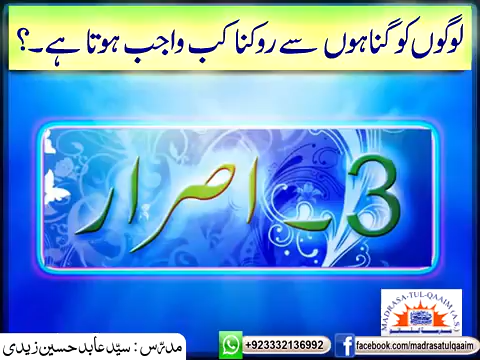 لوگوں کو گناہوں سے روکنا کب واجب ہوتا ہے۔؟
3۔ اصرار
MADRASA-TUL-QAAIM (A.S.)
مدرّس : سیّد عابد حسین زیدی
+923332136992
facebook.com/madrasatulqaaim